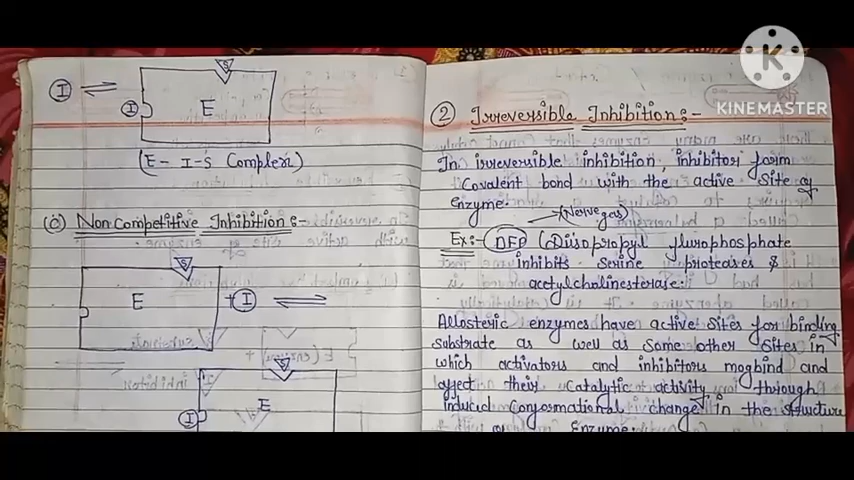 I ⇌ I E S
(E - I - S Complex)
(C) Non Competitive Inhibition:-
S
E + I ⇌
S
I E
K
KINEMASTER
② Irreversible Inhibition:-
In irreversible inhibition, inhibitor form
Covalent bond with the active site of
Enzyme.
(Nerve gas)
Ex:- DFP (Diisopropyl flurophosphate
inhibits serine proteases &
acetylcholinesterase.
Allosteric enzymes have active sites for binding
substrate as well as some other sites in
which activators and inhibitors may bind and
affect their catalytic activity through
induced conformational change in the structure
Enzyme.